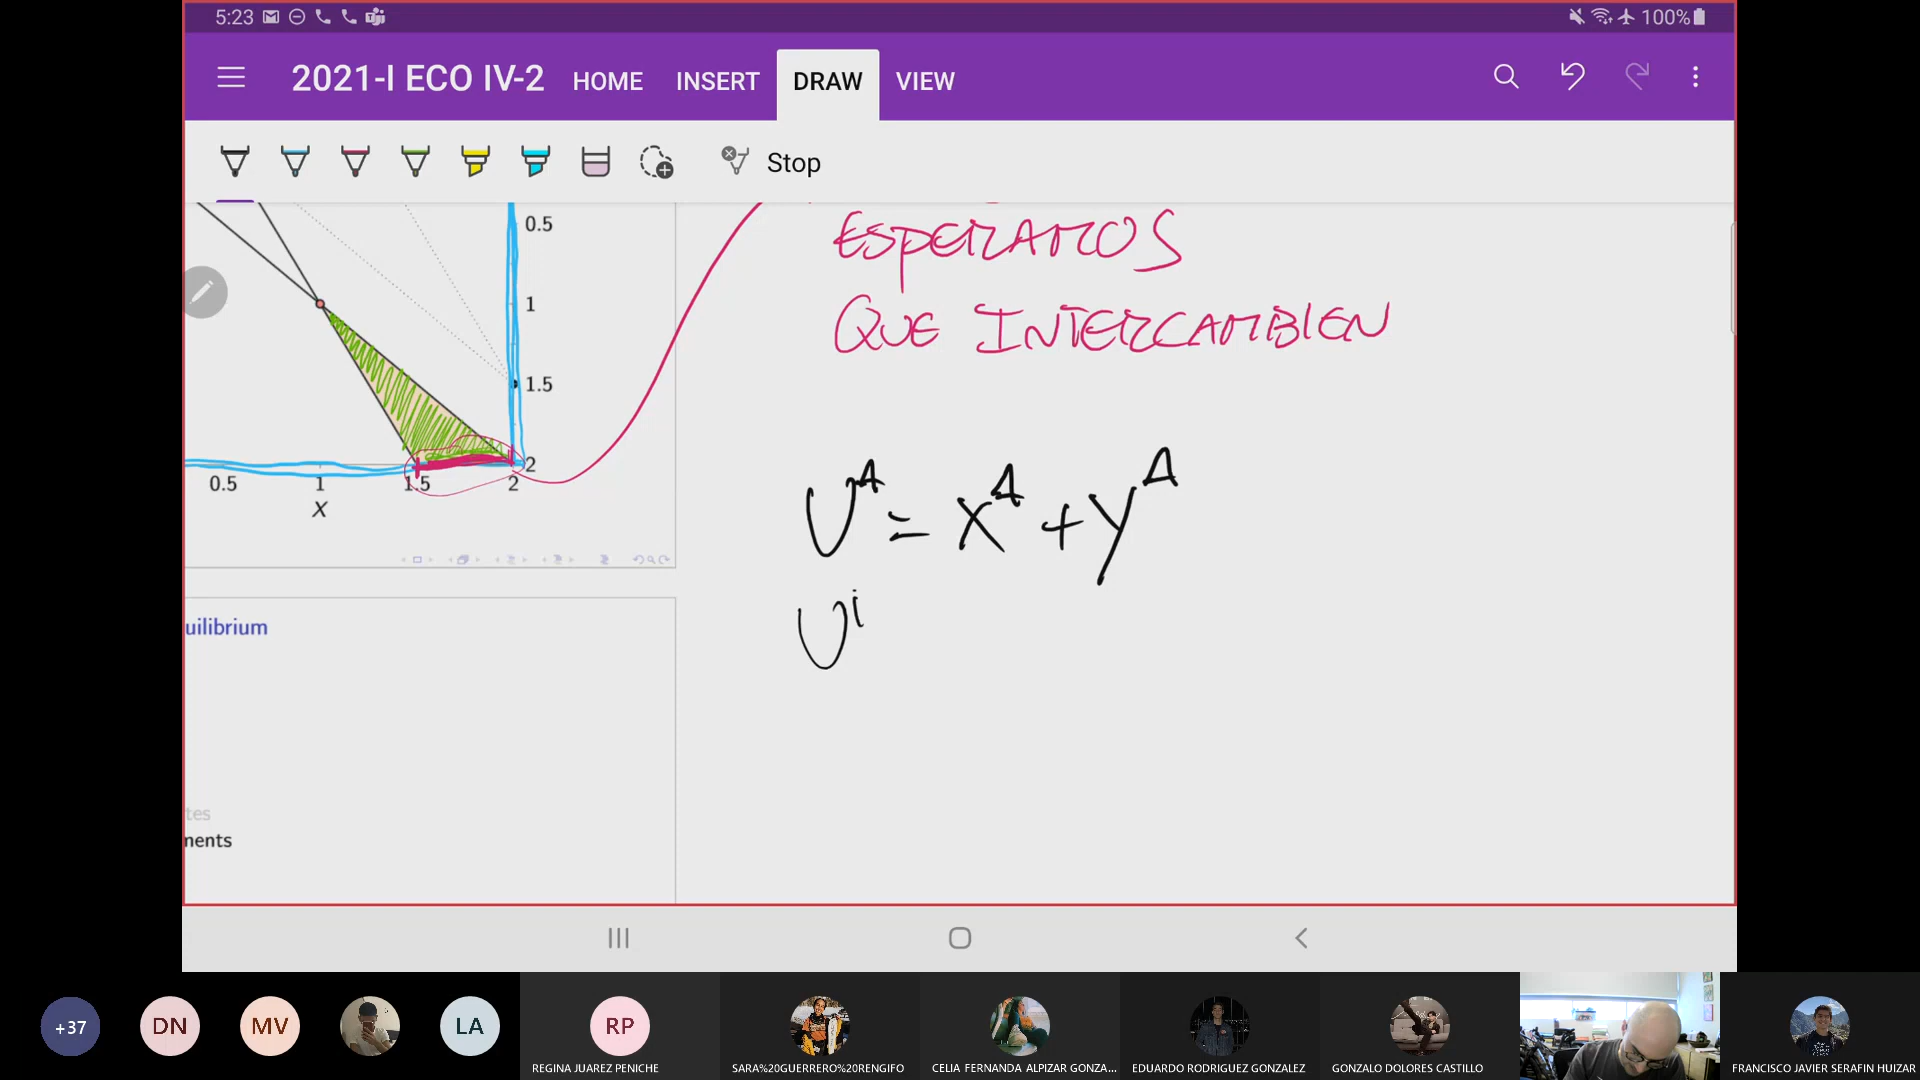 5:23 100%
2021-I ECO IV-2 HOME INSERT DRAW VIEW
Stop
0.5
1
1.5
2
0.5 1 1.5 2
X
ESPERAMOS
QUE INTERCAMBIEN
U^A = X^A + Y^A
U
uilibrium
tes
nents
+37 DN MV LA RP
REGINA JUAREZ PENICHE SARA%20GUERRERO%20RENGIFO CELIA FERNANDA ALPIZAR GONZA... EDUARDO RODRIGUEZ GONZALEZ GONZALO DOLORES CASTILLO FRANCISCO JAVIER SERAFIN HUIZAR